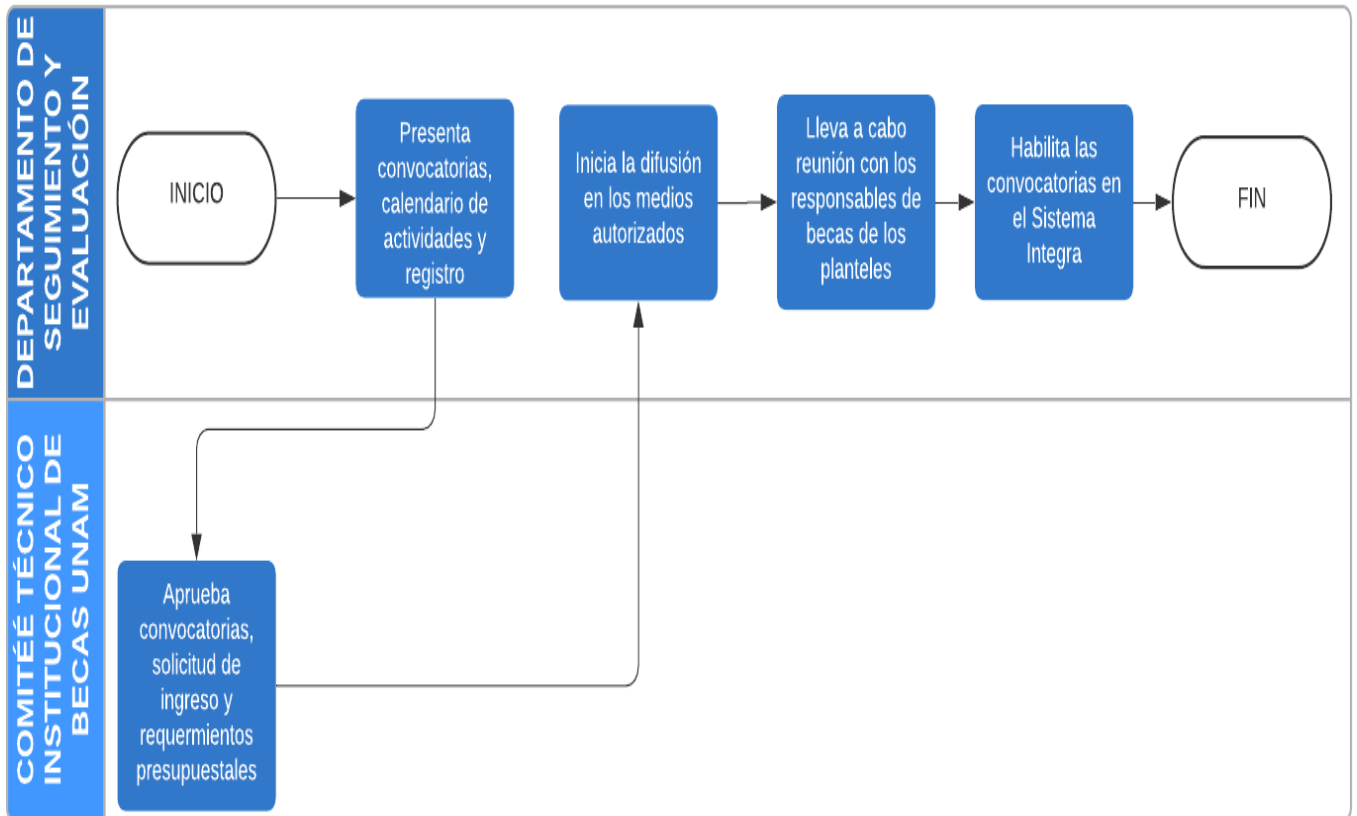 DEPARTAMENTO DE
SEGUIMIENTO Y
EVALUACIÓIN
INICIO
Presenta
convocatorias,
calendario de
actividades y
registro
Inicia la difusión
en los medios
autorizados
Lleva a cabo
reunión con los
responsables de
becas de los
planteles
Habilita las
convocatorias en
el Sistema
Integra
FIN
COMITÉÉ TÉCNICO
INSTITUCIONAL DE
BECAS UNAM
Aprueba
convocatorias,
solicitud de
ingreso y
requermientos
presupuestales